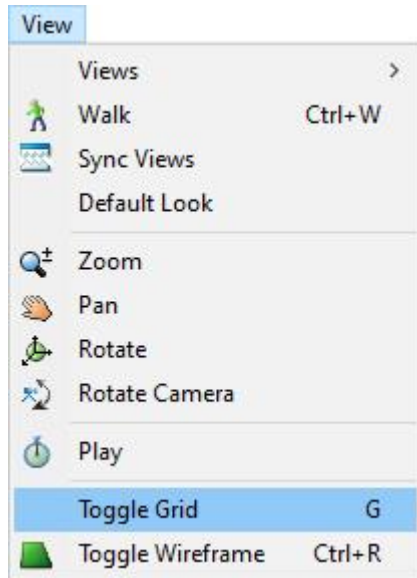 View
Views
Walk Ctrl+W
Sync Views
Default Look
Zoom
Pan
Rotate
Rotate Camera
Play
Toggle Grid G
Toggle Wireframe Ctrl+R